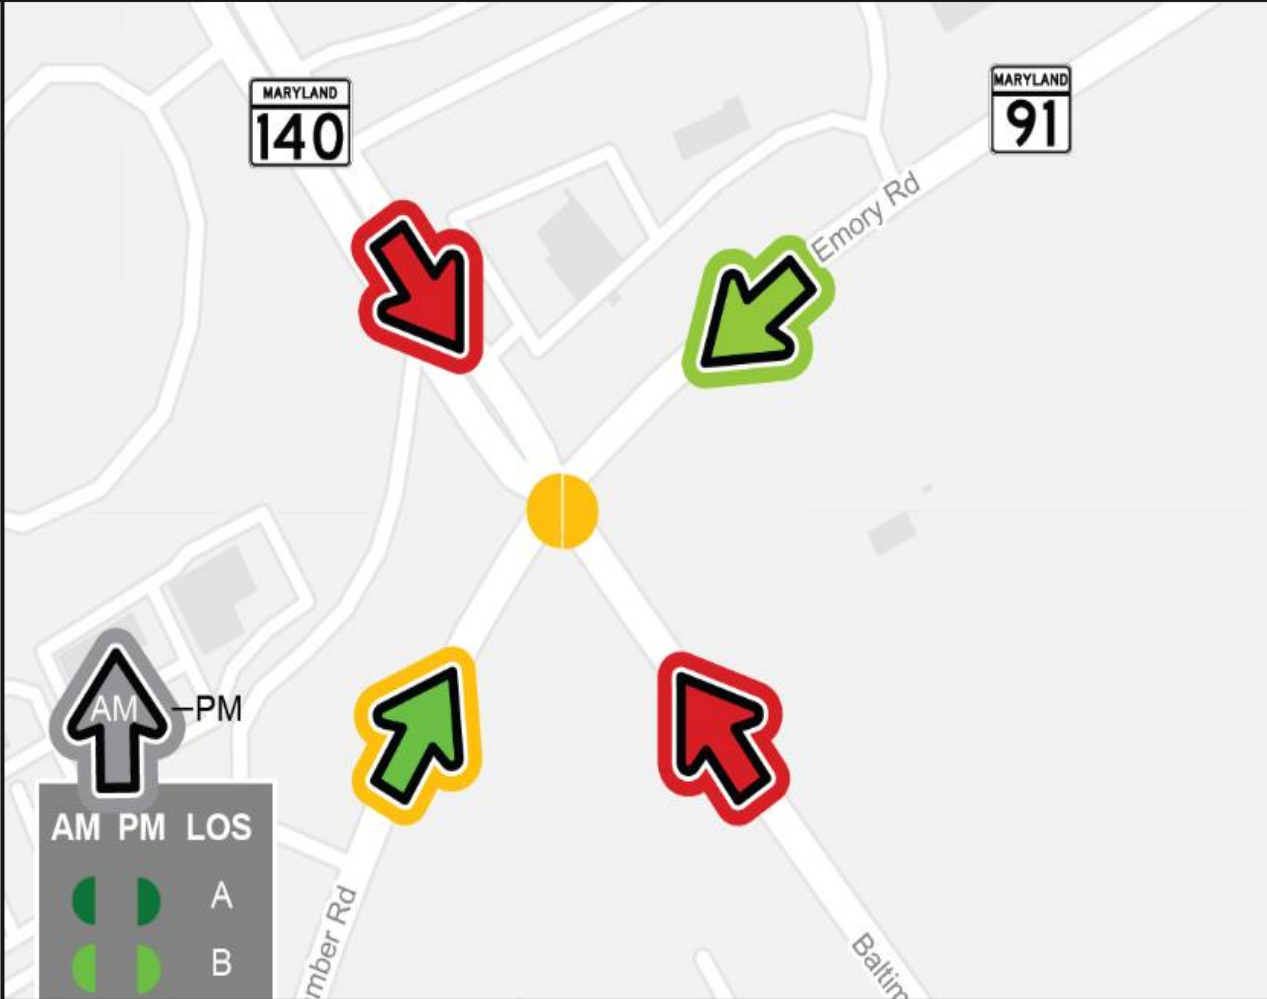 MARYLAND
140
MARYLAND
91
Emory Rd
AM
PM
AM PM LOS
A
B
mber Rd
Baltim